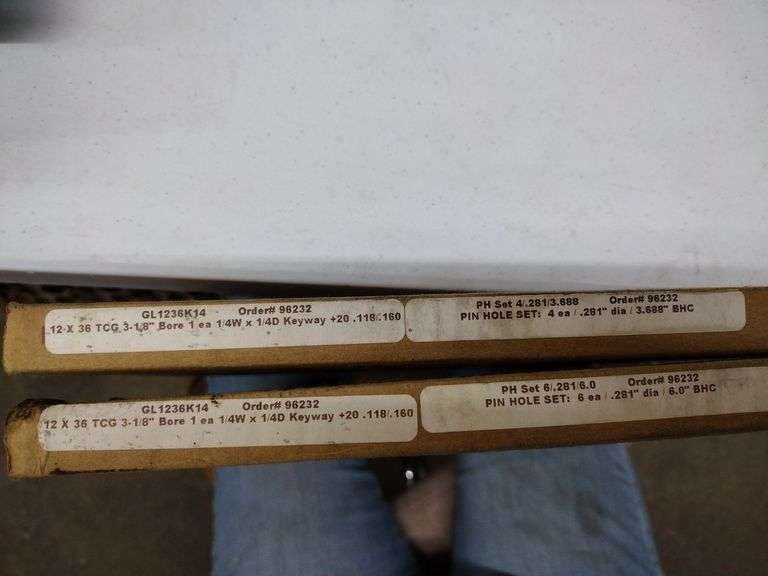 GL1236K14 Order# 96232
12 X 36 TCG 3-1/8" Bore 1 ea 1/4W x 1/4D Keyway +20 .118/.160
PH Set 4/.281/3.688 Order# 96232
PIN HOLE SET: 4 ea / .281" dia / 3.688" BHC
GL1236K14 Order# 96232
12 X 36 TCG 3-1/8" Bore 1 ea 1/4W x 1/4D Keyway +20 .118/.160
PH Set 6/.281/6.0 Order# 96232
PIN HOLE SET: 6 ea / .281" dia / 6.0" BHC